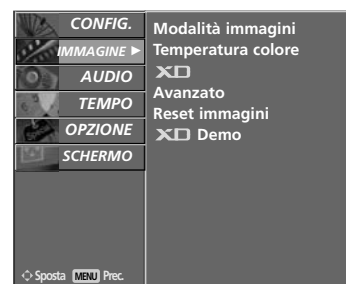 CONFIG.
IMMAGINE ►
AUDIO
TEMPO
OPZIONE
SCHERMO
Sposta MENU Prec.
Modalità immagini
Temperatura colore
XD
Avanzato
Reset immagini
XD Demo